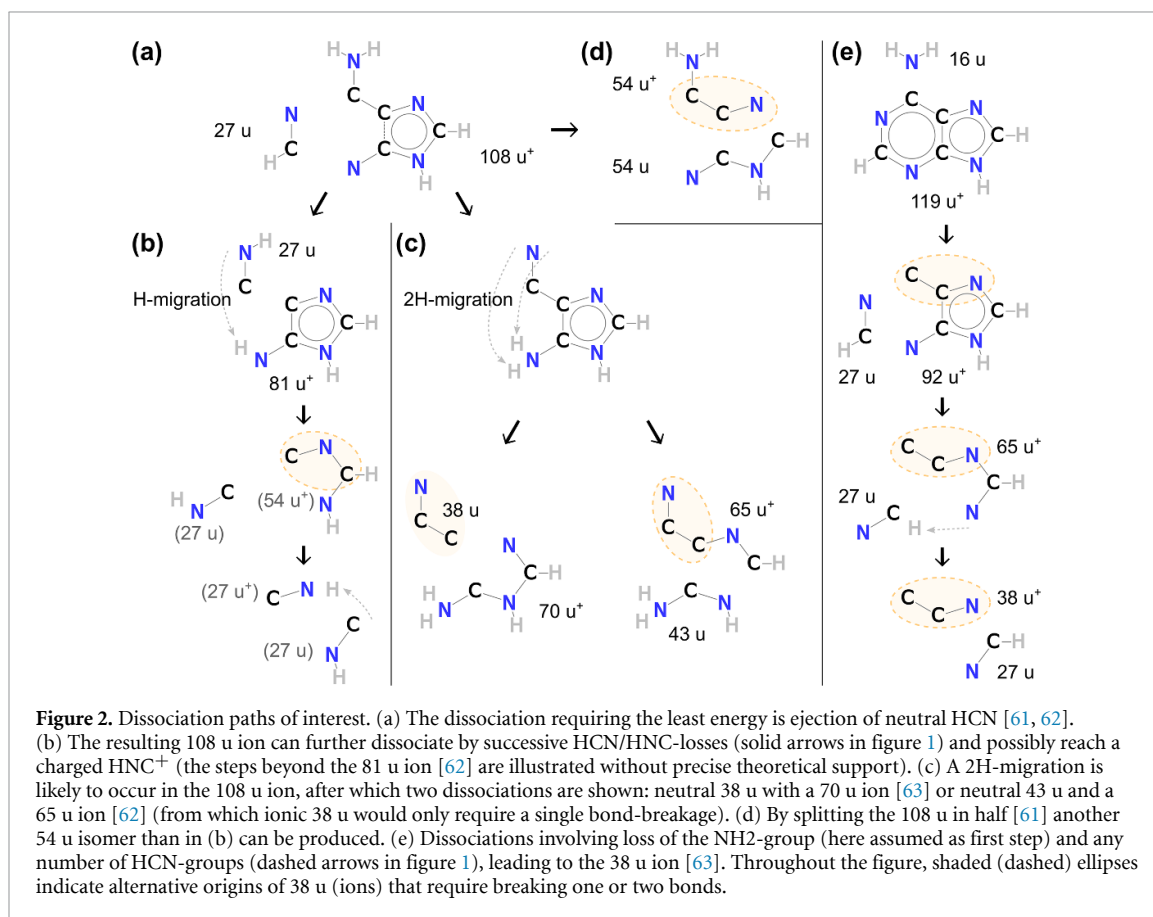 (a)
H H
N
C
N
C
N
27 u
C
H
C
C H
C
N
N
H
108 u⁺
(d)
H H
N
54 u⁺
C
C
N
C H
54 u
C
N
N
H
(e)
H H
N
16 u
C
N
C
N
C H
C
C
H
N
N
H
119 u⁺
(b)
N H
27 u
C
H-migration
C
N
C H
C
H
N
N
H
81 u⁺
C
N
C H
H
C
N
(54 u⁺)
N
H
(27 u)
(27 u⁺)
C
N
H
C
(27 u)
N
H
(c)
N
2H-migration
C
C
N
C H
C
H
N
H
N
H
N
C
C
38 u
N
C H
C
H
N
H
N
H
70 u⁺
N
65 u⁺
C
C
N
C H
H
C
N
H
N
H
43 u
C
C
N
N
C H
C
C
H
N
N
H
27 u
92 u⁺
C
C
N
65 u⁺
C H
27 u
C
N
H
N
C
C
N
38 u⁺
C H
N
27 u
Figure 2. Dissociation paths of interest. (a) The dissociation requiring the least energy is ejection of neutral HCN [61, 62].
(b) The resulting 108 u ion can further dissociate by successive HCN/HNC-losses (solid arrows in figure 1) and possibly reach a
charged HNC⁺ (the steps beyond the 81 u ion [62] are illustrated without precise theoretical support). (c) A 2H-migration is
likely to occur in the 108 u ion, after which two dissociations are shown: neutral 38 u with a 70 u ion [63] or neutral 43 u and a
65 u ion [62] (from which ionic 38 u would only require a single bond-breakage). (d) By splitting the 108 u in half [61] another
54 u isomer than in (b) can be produced. (e) Dissociations involving loss of the NH2-group (here assumed as first step) and any
number of HCN-groups (dashed arrows in figure 1), leading to the 38 u ion [63]. Throughout the figure, shaded (dashed) ellipses
indicate alternative origins of 38 u (ions) that require breaking one or two bonds.